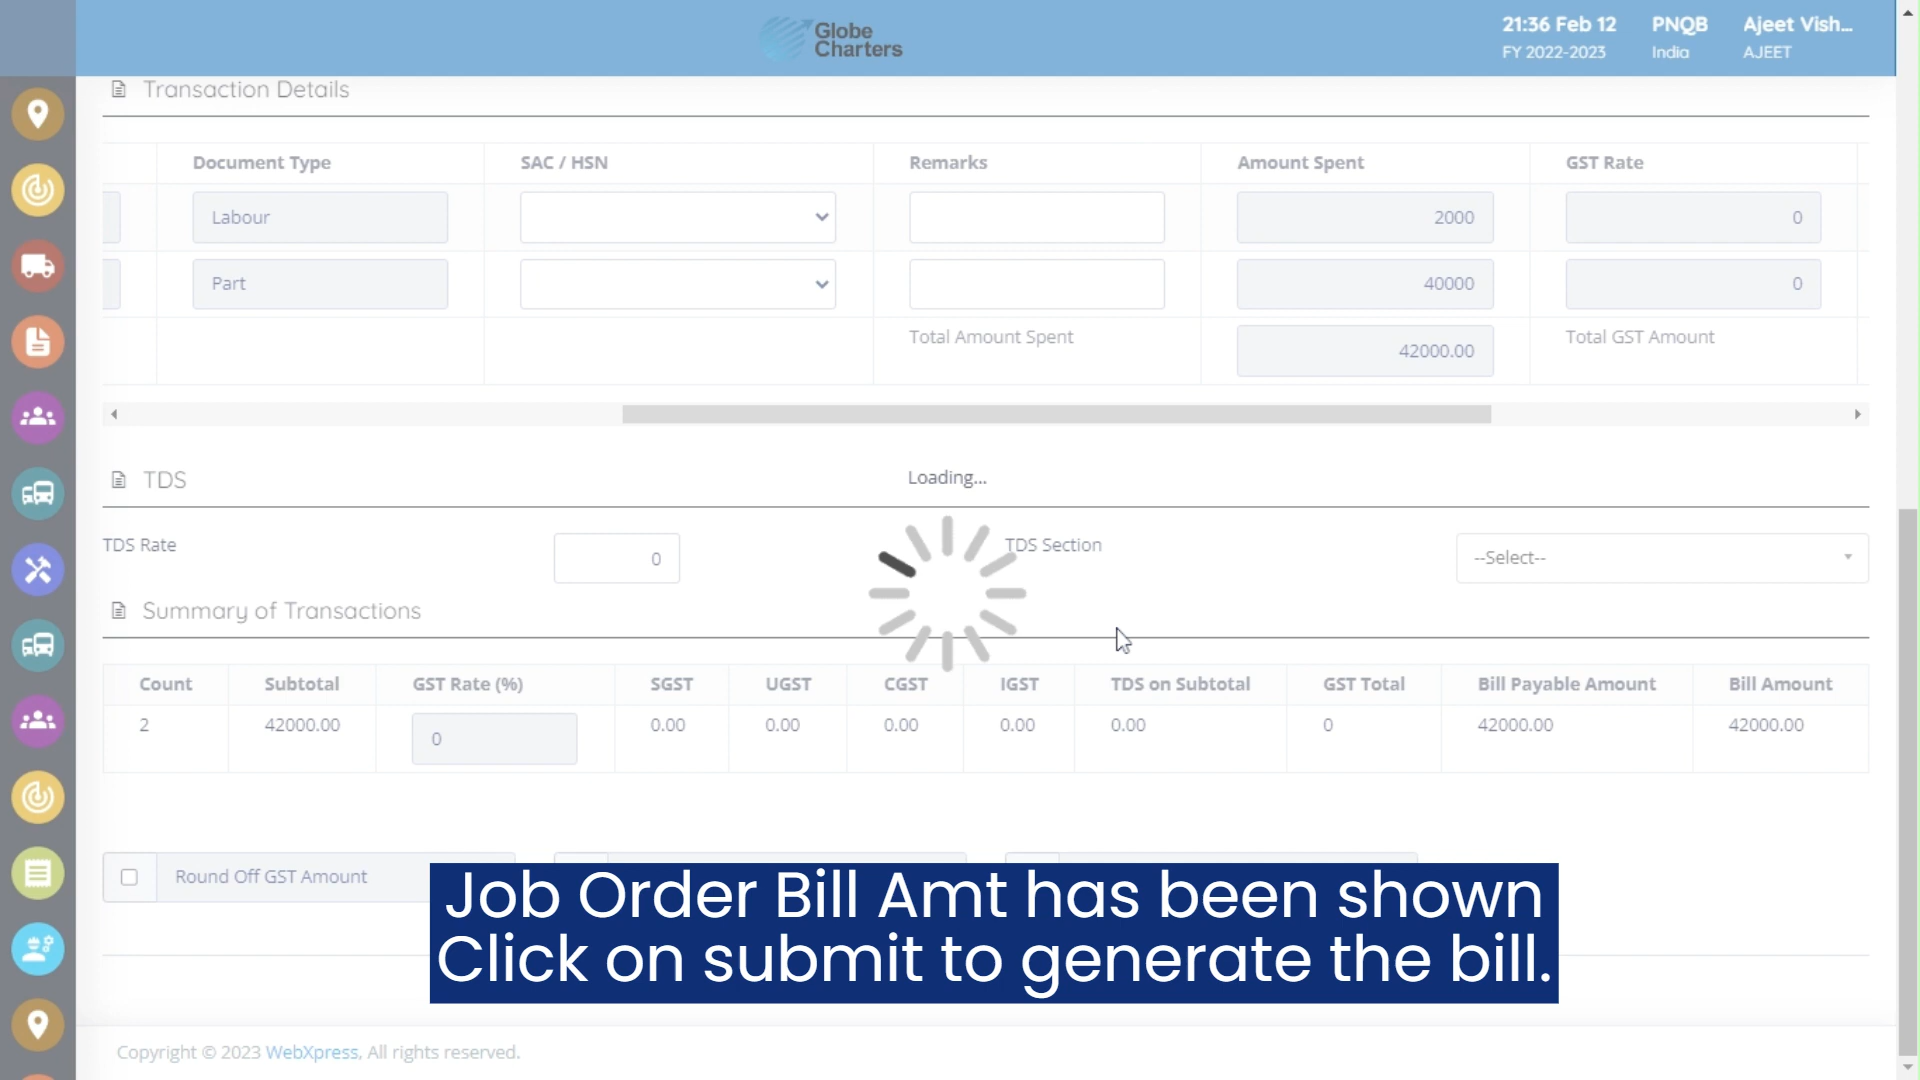 Globe
Charters
21:36 Feb 12 PNQB Ajeet Vish...
FY 2022-2023 India AJEET
Transaction Details
Document Type SAC / HSN Remarks Amount Spent GST Rate
Labour 2000 0
Part 40000 0
Total Amount Spent 42000.00 Total GST Amount
TDS
Loading...
TDS Rate 0 TDS Section --Select--
Summary of Transactions
Count Subtotal GST Rate (%) SGST UGST CGST IGST TDS on Subtotal GST Total Bill Payable Amount Bill Amount
2 42000.00 0 0.00 0.00 0.00 0.00 0.00 0 42000.00 42000.00
Round Off GST Amount
Job Order Bill Amt has been shown
Click on submit to generate the bill.
Copyright © 2023 WebXpress, All rights reserved.